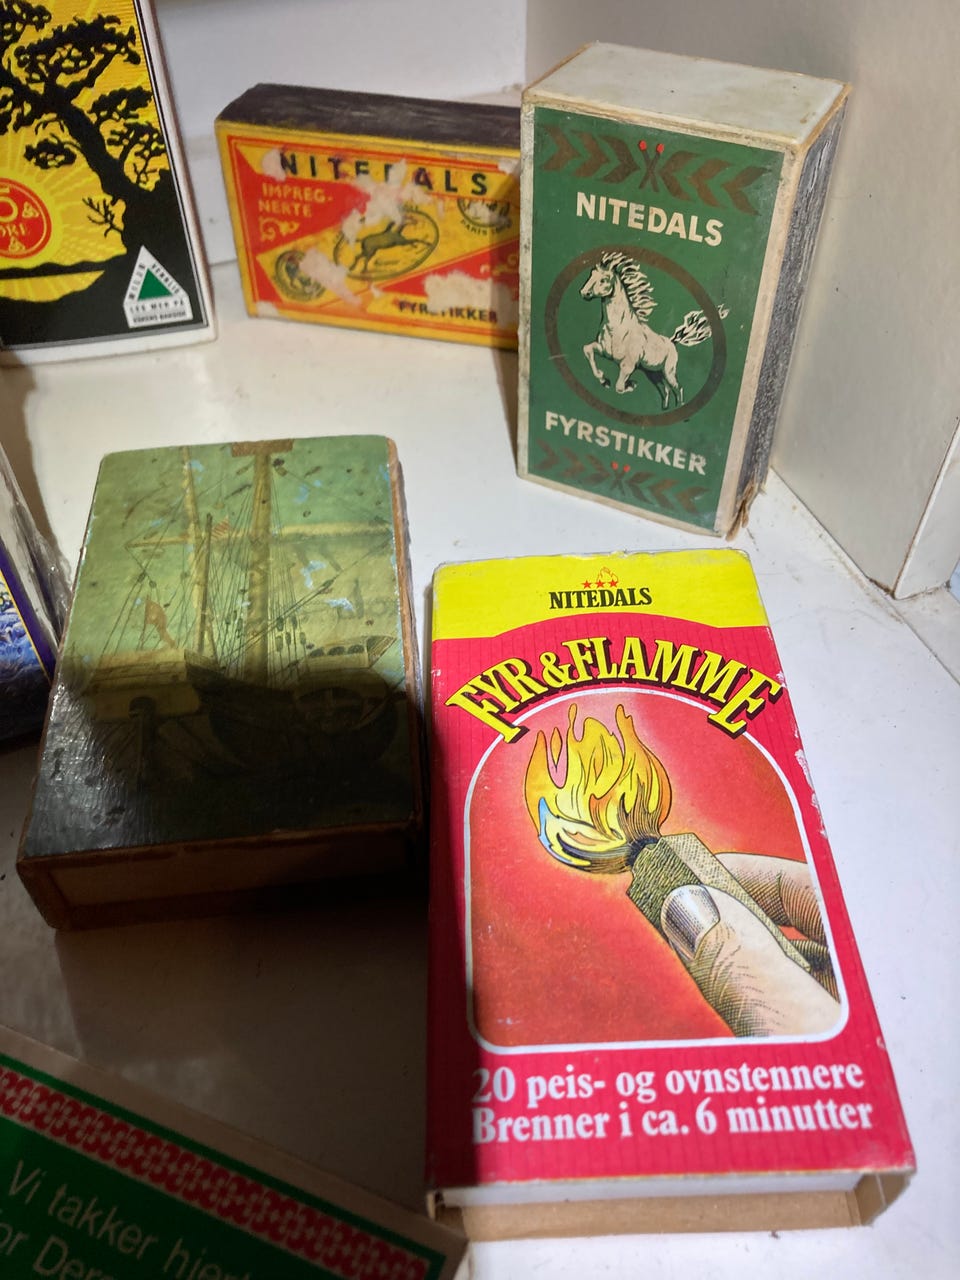 NITEDALS
IMPREG-
NERTE
FYRSTIKKER
NITEDALS
FYRSTIKKER
NITEDALS
FYR & FLAMME
20 peis- og ovnstennere
Brenner i ca. 6 minutter
Vi takker